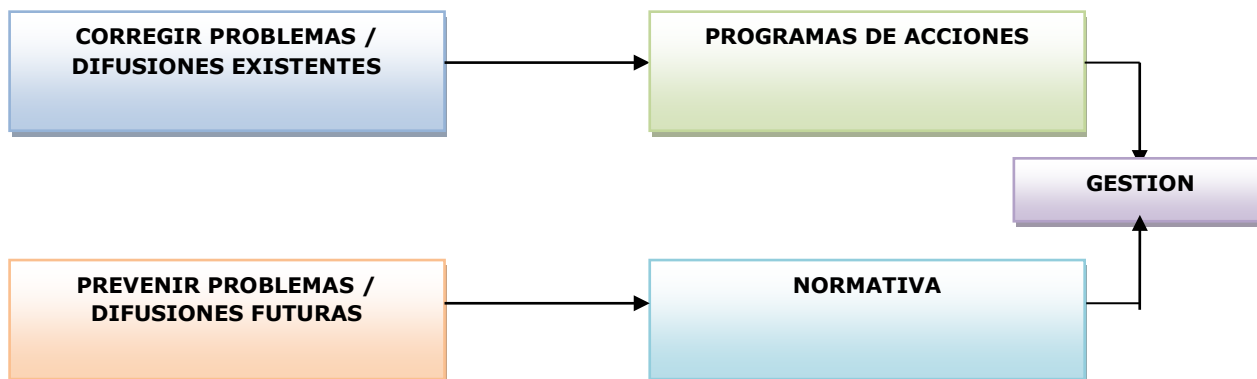 CORREGIR PROBLEMAS /
DIFUSIONES EXISTENTES
PROGRAMAS DE ACCIONES
GESTION
PREVENIR PROBLEMAS /
DIFUSIONES FUTURAS
NORMATIVA